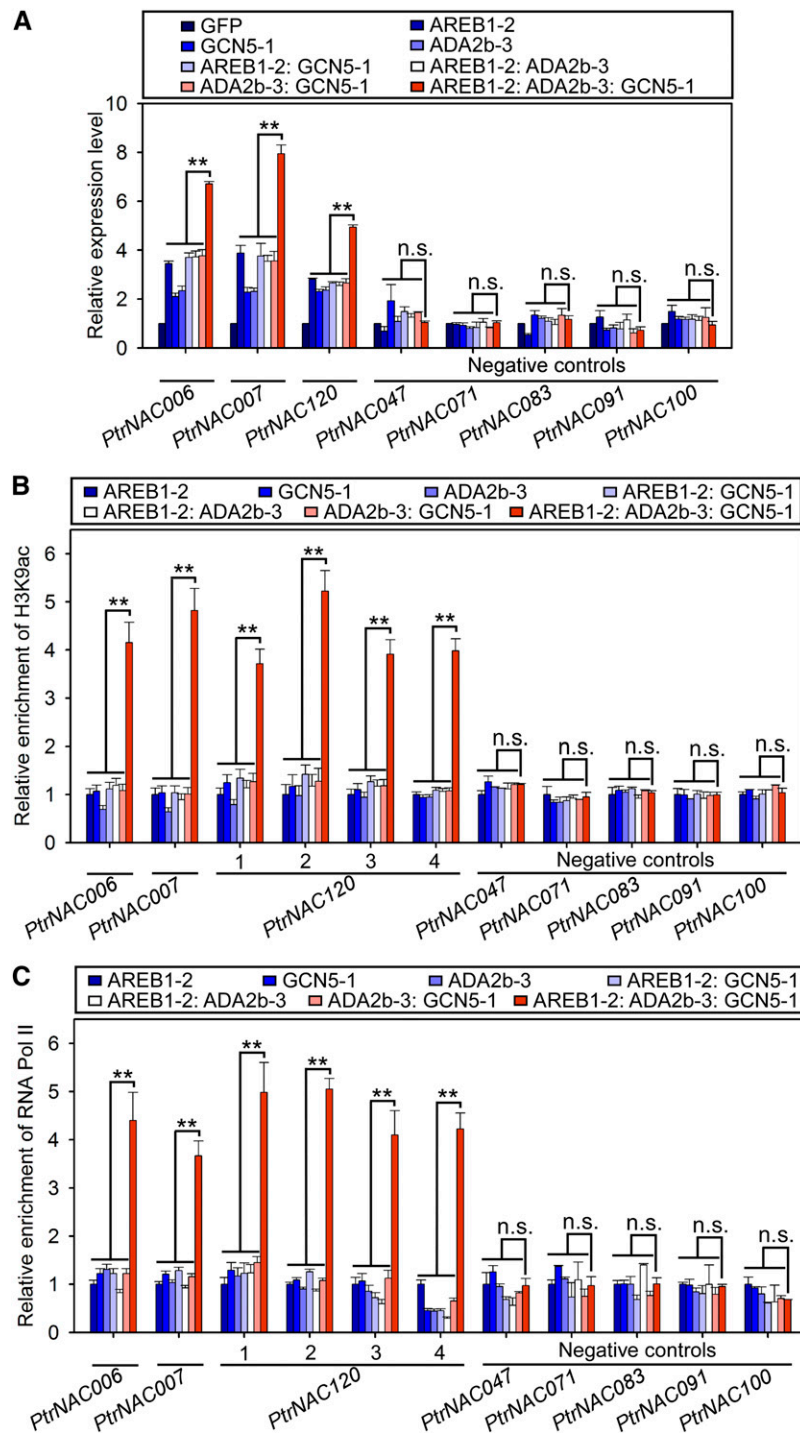 A
GFP AREB1-2
GCN5-1 ADA2b-3
AREB1-2: GCN5-1 AREB1-2: ADA2b-3
ADA2b-3: GCN5-1 AREB1-2: ADA2b-3: GCN5-1
Relative expression level
10
8
6
4
2
0
** ** ** n.s. n.s. n.s. n.s. n.s.
Negative controls
PtrNAC006 PtrNAC007 PtrNAC120 PtrNAC047 PtrNAC071 PtrNAC083 PtrNAC091 PtrNAC100
B
AREB1-2 GCN5-1 ADA2b-3 AREB1-2: GCN5-1
AREB1-2: ADA2b-3 ADA2b-3: GCN5-1 AREB1-2: ADA2b-3: GCN5-1
Relative enrichment of H3K9ac
6
5
4
3
2
1
0
** ** ** ** ** ** n.s. n.s. n.s. n.s. n.s.
1 2 3 4 Negative controls
PtrNAC006 PtrNAC007 PtrNAC120 PtrNAC047 PtrNAC071 PtrNAC083 PtrNAC091 PtrNAC100
C
AREB1-2 GCN5-1 ADA2b-3 AREB1-2: GCN5-1
AREB1-2: ADA2b-3 ADA2b-3: GCN5-1 AREB1-2: ADA2b-3: GCN5-1
Relative enrichment of RNA Pol II
6
5
4
3
2
1
0
** ** ** ** ** ** n.s. n.s. n.s. n.s. n.s.
1 2 3 4 Negative controls
PtrNAC006 PtrNAC007 PtrNAC120 PtrNAC047 PtrNAC071 PtrNAC083 PtrNAC091 PtrNAC100